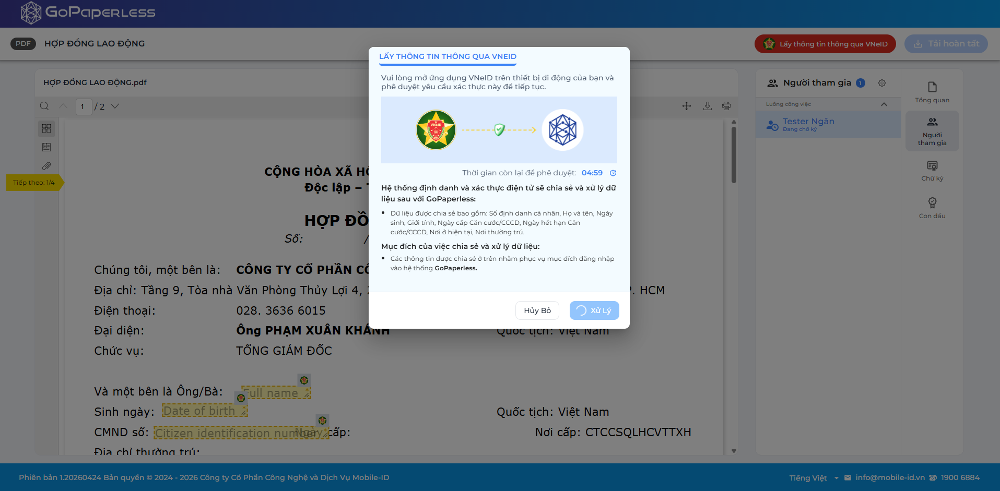 GoPaperless
PDF
HỢP ĐỒNG LAO ĐỘNG
Lấy thông tin thông qua VNeID
Tải hoàn tất
HỢP ĐỒNG LAO ĐỘNG.pdf
1 / 2
Tiếp theo: 1/4
CỘNG HÒA XÃ
Độc lập –
HỢP ĐỒ
Số: /
Chúng tôi, một bên là: CÔNG TY CỔ PHẦN
Địa chỉ: Tầng 9, Tòa nhà Văn Phòng Thủy Lợi 4, P. HCM
Điện thoại: 028. 3636 6015
Đại diện: Ông PHẠM XUÂN KHÁNH Quốc tịch: Việt Nam
Chức vụ: TỔNG GIÁM ĐỐC
Và một bên là Ông/Bà: Full name
Sinh ngày: Date of birth Quốc tịch: Việt Nam
CMND số: Citizen identification number Ngày cấp: Nơi cấp: CTCCSQLHCVTTXH
Địa chỉ thường trú:
LẤY THÔNG TIN THÔNG QUA VNEID
Vui lòng mở ứng dụng VNeID trên thiết bị di động của bạn và
phê duyệt yêu cầu xác thực này để tiếp tục.
VNeID
Thời gian còn lại để phê duyệt: 04:59
Hệ thống định danh và xác thực điện tử sẽ chia sẻ và xử lý dữ
liệu sau với GoPaperless:
Dữ liệu được chia sẻ bao gồm: Số định danh cá nhân, Họ và tên, Ngày
sinh, Giới tính, Ngày cấp Căn cước/CCCD, Ngày hết hạn Căn
cước/CCCD, Nơi ở hiện tại, Nơi thường trú.
Mục đích của việc chia sẻ và xử lý dữ liệu:
Các thông tin được chia sẻ ở trên nhằm phục vụ mục đích đăng nhập
vào hệ thống GoPaperless.
Hủy Bỏ
Xử Lý
Người tham gia 1
Luồng công việc
Tester Ngân
Đang chờ ký
Tổng quan
Người
tham gia
Chữ ký
Con dấu
Phiên bản 1.20260424 Bản quyền © 2024 - 2026 Công ty Cổ Phần Công Nghệ và Dịch Vụ Mobile-ID
Tiếng Việt
info@mobile-id.vn
1900 6884